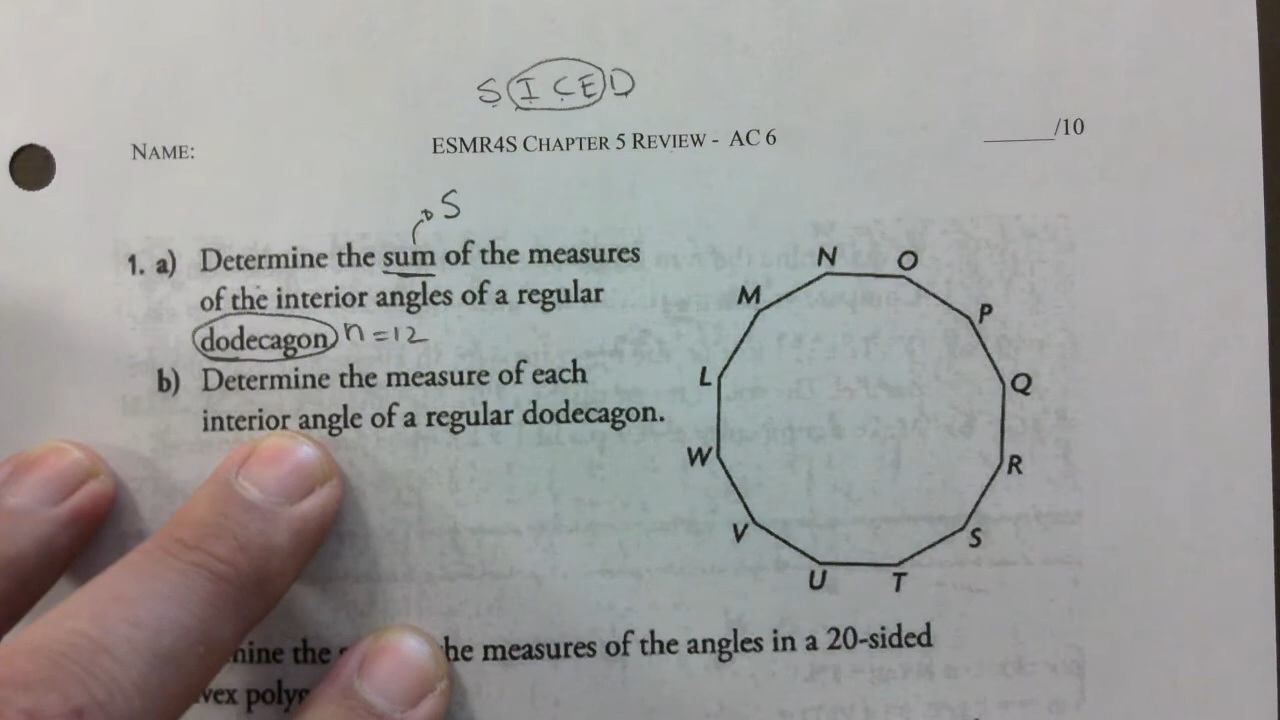 SICED
NAME:
ESMR4S CHAPTER 5 REVIEW - AC 6
/10
S
1. a) Determine the sum of the measures
of the interior angles of a regular
dodecagon n=12
b) Determine the measure of each
interior angle of a regular dodecagon.
N O
M P
L Q
W R
V S
U T
the measures of the angles in a 20-sided